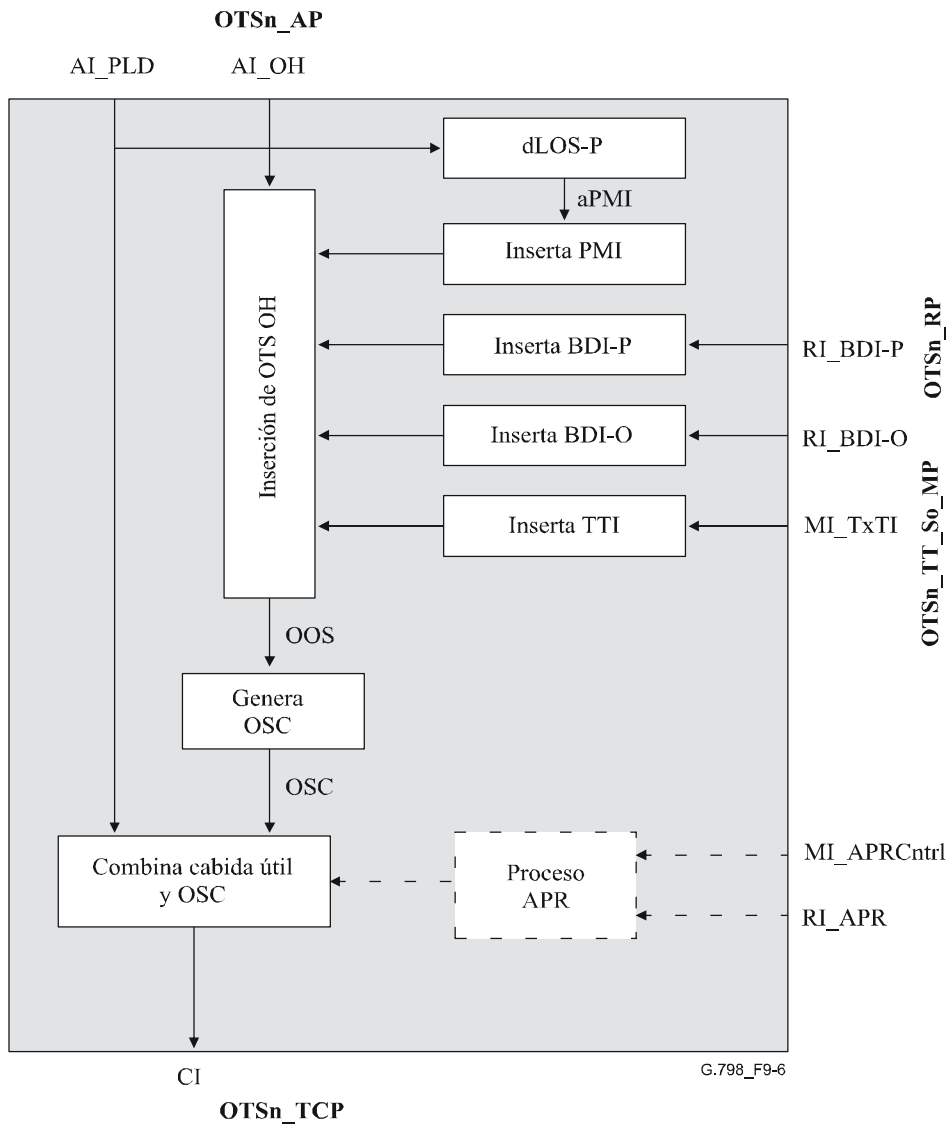 OTSn_AP
AI_PLD
AI_OH
dLOS-P
aPMI
Inserta PMI
Inserción de OTS OH
Inserta BDI-P
RI_BDI-P
OTSn_RP
Inserta BDI-O
RI_BDI-O
Inserta TTI
MI_TxTI
OTSn_TT_So_MP
OOS
Genera
OSC
OSC
Combina cabida útil
y OSC
Proceso
APR
MI_APRCntrl
RI_APR
G.798_F9-6
CI
OTSn_TCP